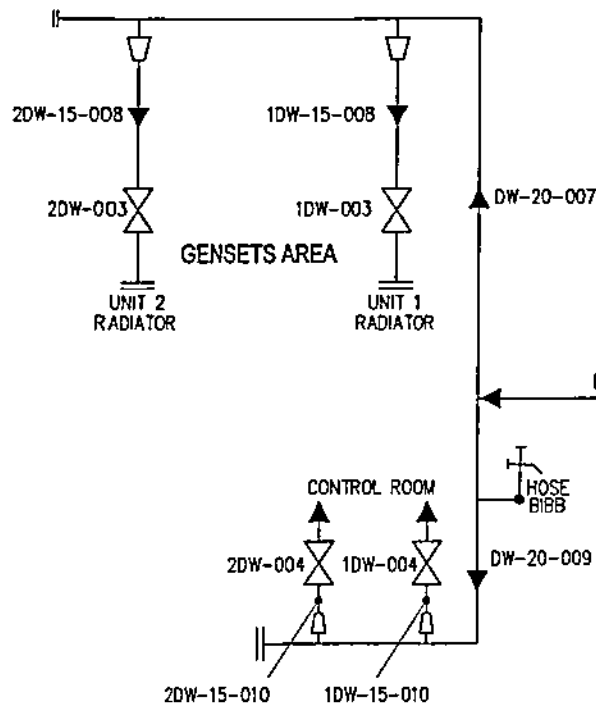 2DW-15-008
1DW-15-008
2DW-003
1DW-003
DW-20-007
GENSETS AREA
UNIT 2
RADIATOR
UNIT 1
RADIATOR
CONTROL ROOM
HOSE
BIBB
2DW-004
1DW-004
DW-20-009
2DW-15-010
1DW-15-010